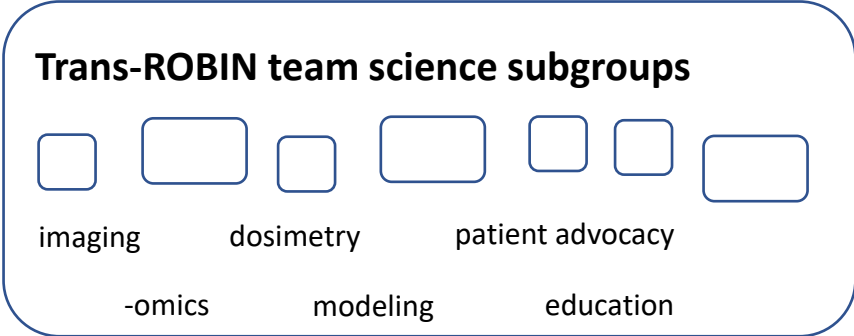 Trans-ROBIN team science subgroups
imaging dosimetry patient advocacy
-omics modeling education